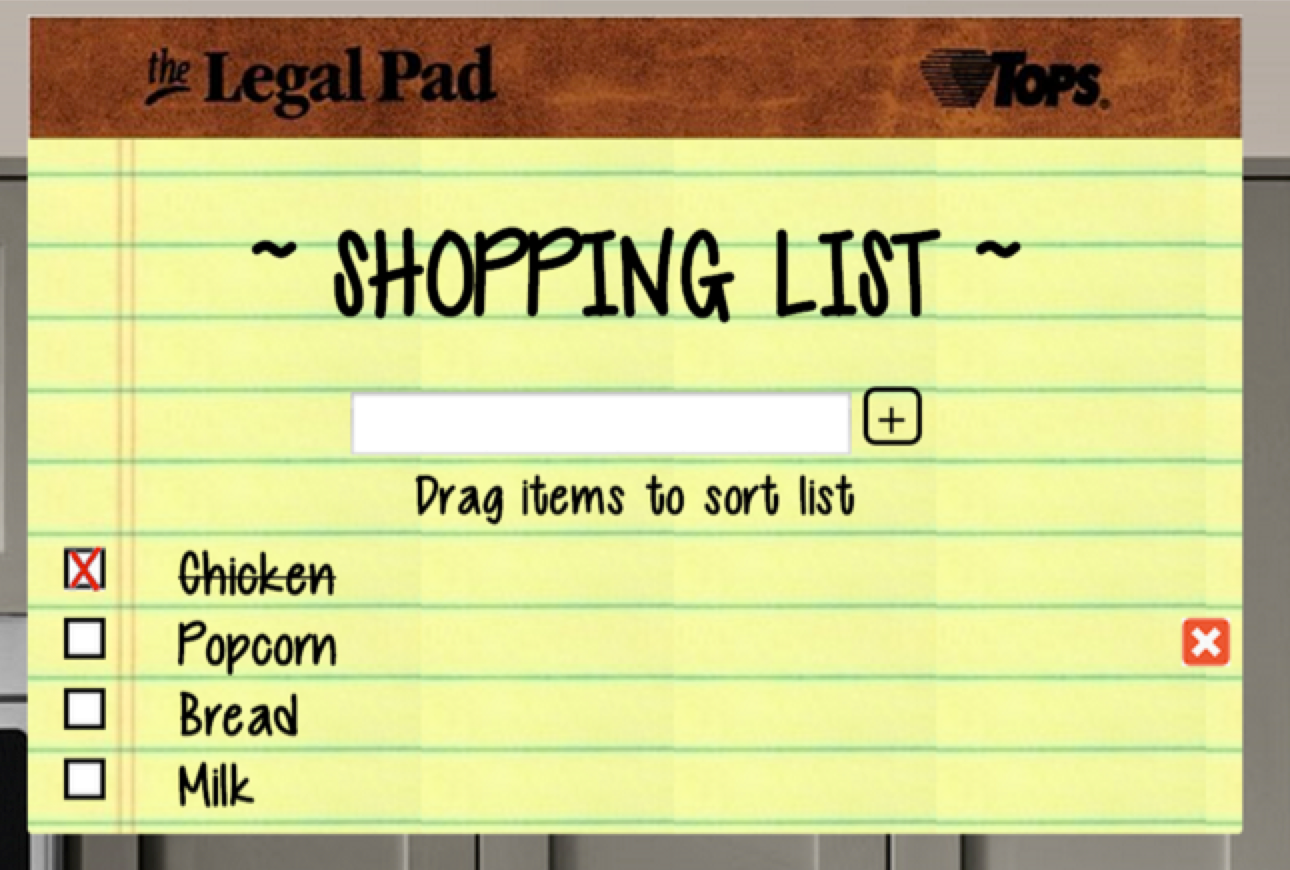 the Legal Pad TOPS®
~ SHOPPING LIST ~
+
Drag items to sort list
Chicken
Popcorn
Bread
Milk